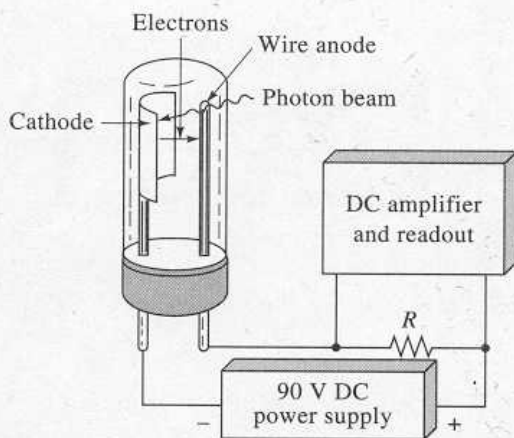 Electrons
Wire anode
Photon beam
Cathode
DC amplifier
and readout
R
90 V DC
power supply
− +